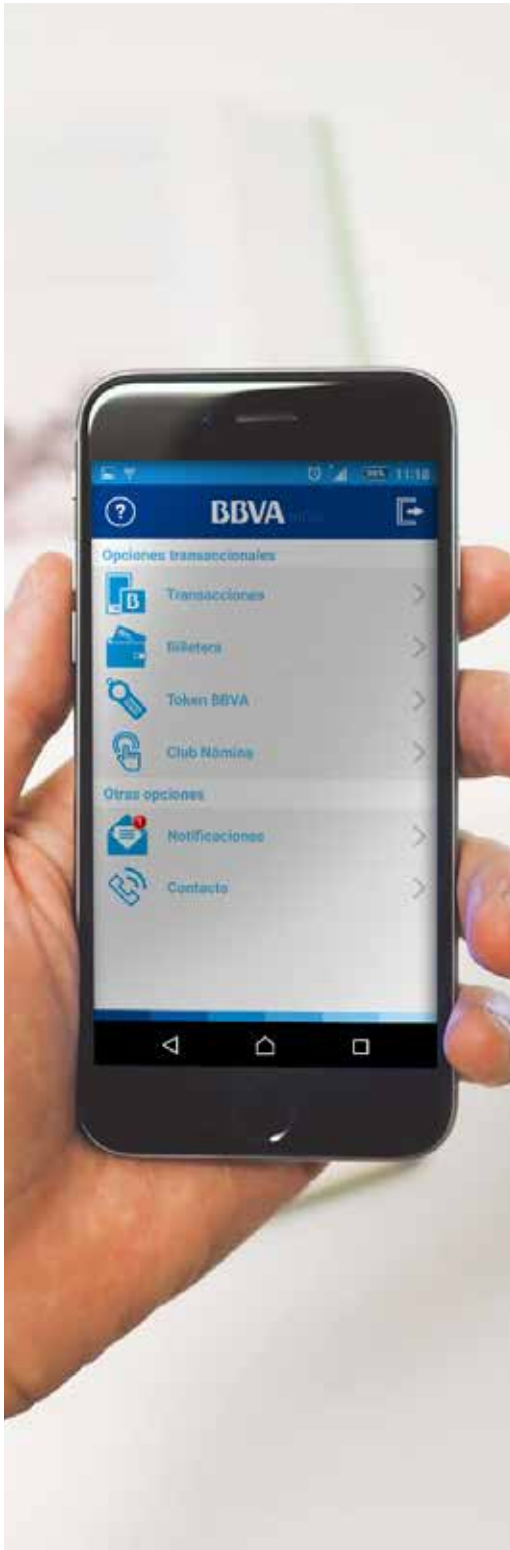 11:18
BBVA
Opciones transaccionales
Transacciones
Billetera
Token BBVA
Club Nómina
Otras opciones
Notificaciones
Contacto